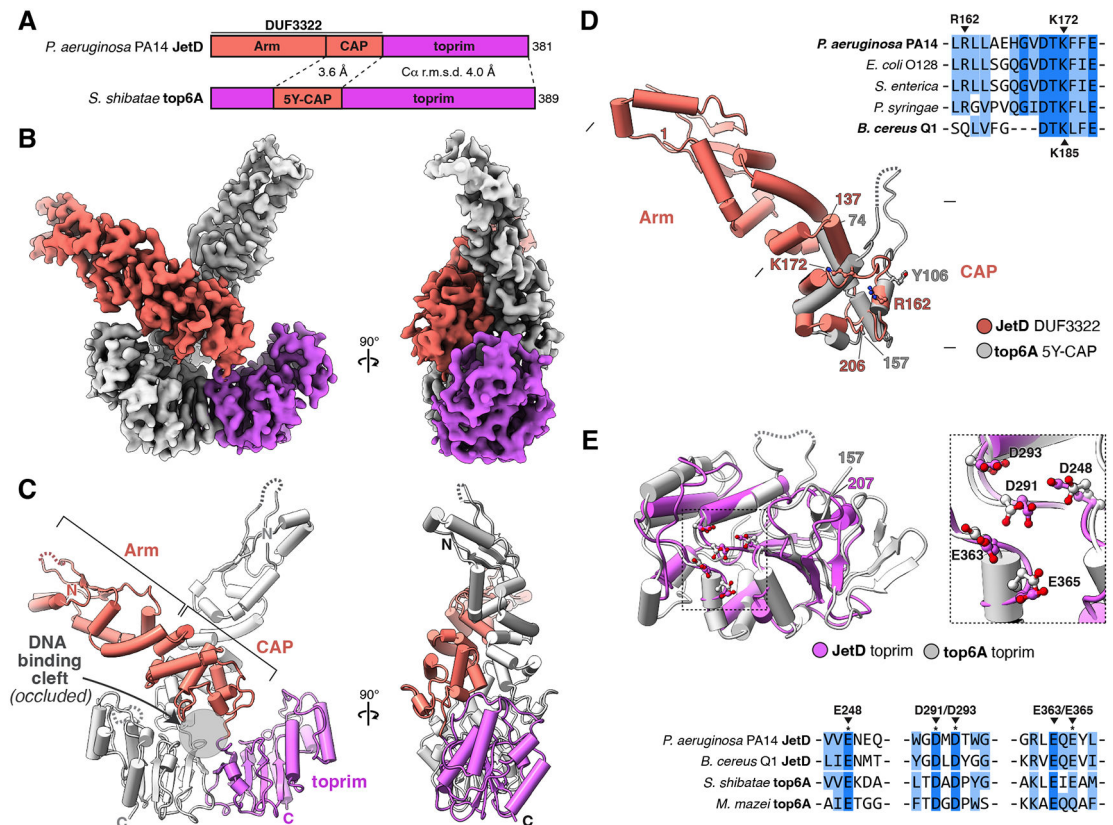 A
DUF3322
P. aeruginosa PA14 JetD
Arm
CAP
toprim
381
3.6 Å
Cα r.m.s.d. 4.0 Å
S. shibatae top6A
5Y-CAP
toprim
389
B
90°
C
Arm
N
N
CAP
DNA
binding
cleft
(occluded)
toprim
C
C
90°
N
C
D
R162
K172
P. aeruginosa PA14
-LRLLAEHGVDTKFFE-
E. coli O128
-LRLLSGQGVDTKFIE-
S. enterica
-LRLLSGQGVDTKFIE-
P. syringae
-LRGVPVQGIDTKFLE-
B. cereus Q1
-SQLVFG---DTKLFE-
K185
1
Arm
137
74
K172
Y106
CAP
R162
157
206
JetD DUF3322
top6A 5Y-CAP
E
157
207
D293
D248
D291
E363
E365
JetD toprim
top6A toprim
E248
D291/D293
E363/E365
P. aeruginosa PA14 JetD
-VVENEQ-
-WGDMDTWG-
-GRLEQEYL-
B. cereus Q1 JetD
-LIENMT-
-YGDLDYGG-
-KRVEQEVI-
S. shibatae top6A
-VVEKDA-
-LTDADPYG-
-AKLEIEAM-
M. mazei top6A
-AIETGG-
-FTDGDPWS-
-KKAEQQAF-